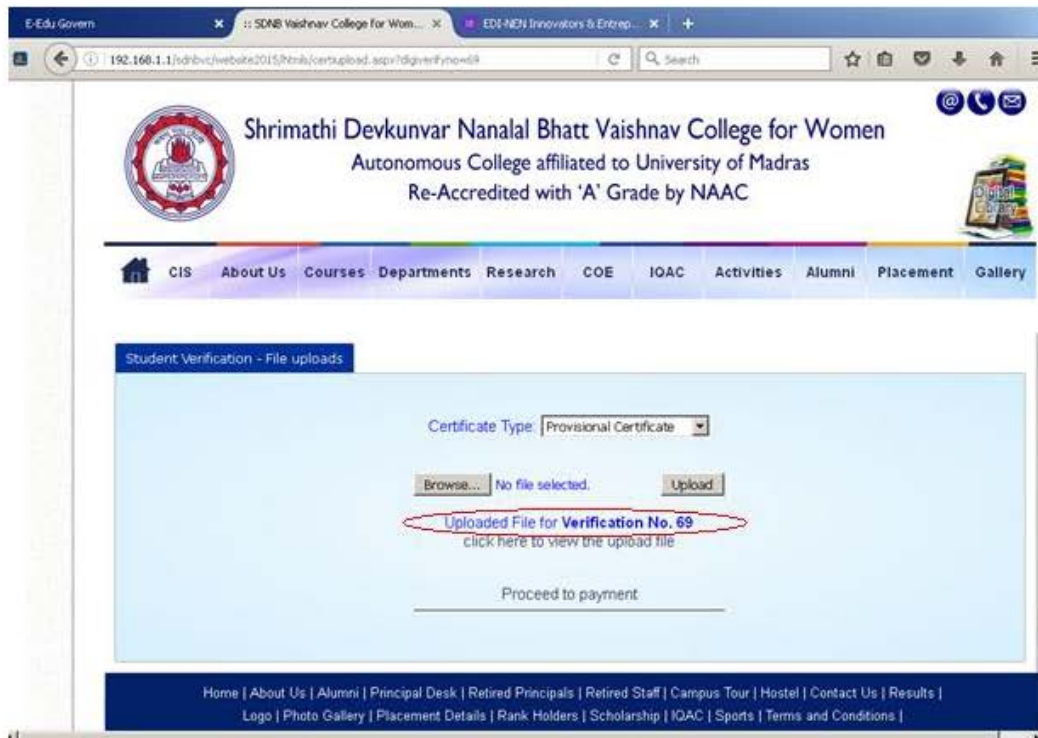 E-Edu Govern
:: SDNB Vaishnav College for Wom...
EDI-NEN Innovators & Entrep...
192.168.1.1/sdnbvc/website2015/htmls/certupload.aspx?digiverifyno=69
Search
Shrimathi Devkunvar Nanalal Bhatt Vaishnav College for Women
Autonomous College affiliated to University of Madras
Re-Accredited with ‘A’ Grade by NAAC
Digital Library
CIS About Us Courses Departments Research COE IQAC Activities Alumni Placement Gallery
Student Verification - File uploads
Certificate Type: Provisional Certificate
Browse... No file selected. Upload
Uploaded File for Verification No. 69
click here to view the upload file
Proceed to payment
Home | About Us | Alumni | Principal Desk | Retired Principals | Retired Staff | Campus Tour | Hostel | Contact Us | Results |
Logo | Photo Gallery | Placement Details | Rank Holders | Scholarship | IQAC | Sports | Terms and Conditions |